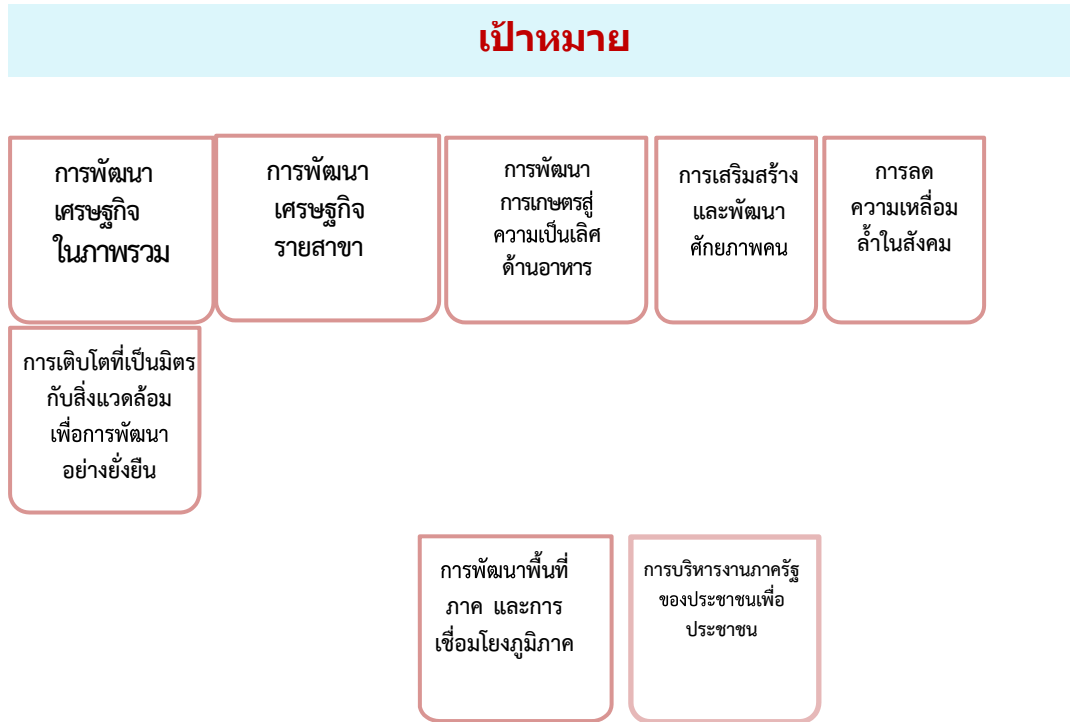 เป้าหมาย
การพัฒนา
เศรษฐกิจ
ในภาพรวม
การพัฒนา
เศรษฐกิจ
รายสาขา
การพัฒนา
การเกษตรสู่
ความเป็นเลิศ
ด้านอาหาร
การเสริมสร้าง
และพัฒนา
ศักยภาพคน
การลด
ความเหลื่อม
ล้ำในสังคม
การเติบโตที่เป็นมิตร
กับสิ่งแวดล้อม
เพื่อการพัฒนา
อย่างยั่งยืน
การพัฒนาพื้นที่
ภาค และการ
เชื่อมโยงภูมิภาค
การบริหารงานภาครัฐ
ของประชาชนเพื่อ
ประชาชน